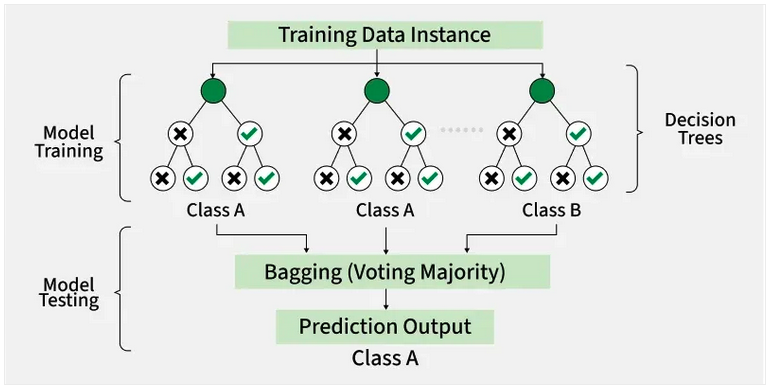 Training Data Instance
Model
Training
Decision
Trees
Class A
Class A
Class B
Model
Testing
Bagging (Voting Majority)
Prediction Output
Class A